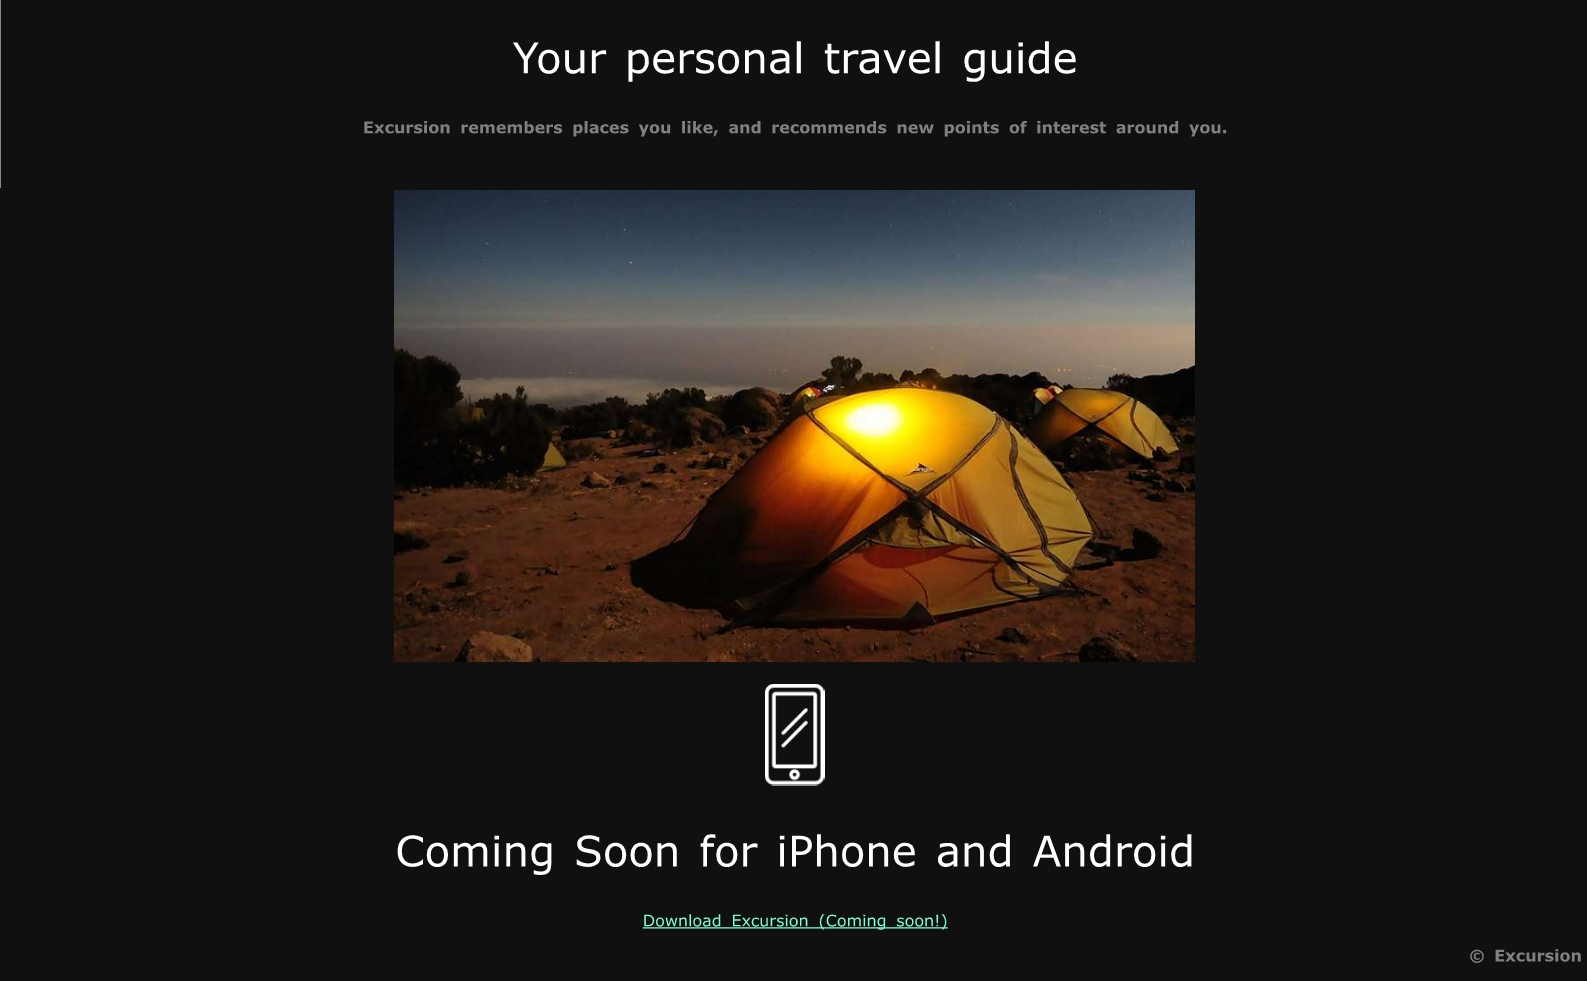 Your personal travel guide
Excursion remembers places you like, and recommends new points of interest around you.
Coming Soon for iPhone and Android
Download Excursion (Coming soon!)
© Excursion